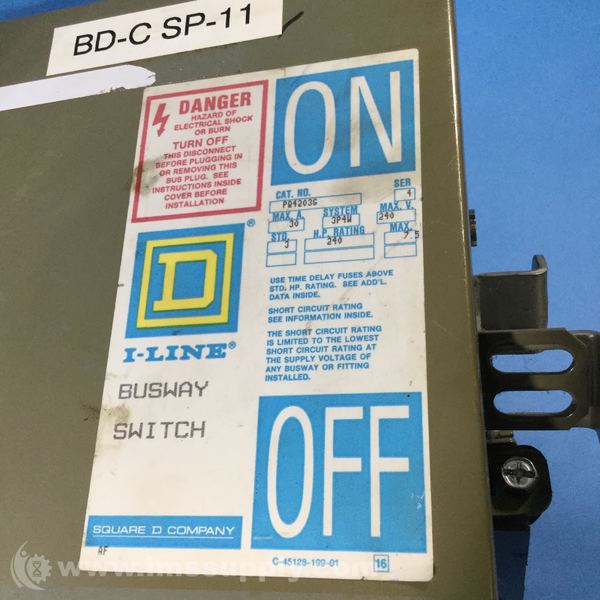 BD-C SP-11
DANGER
HAZARD OF
ELECTRICAL SHOCK
OR BURN
TURN OFF
THIS DISCONNECT
BEFORE PLUGGING IN
OR REMOVING THIS
BUS PLUG. SEE
INSTRUCTIONS INSIDE
COVER BEFORE
INSTALLATION
ON
CAT. NO. SER
PQ4203G 4
MAX. A. SYSTEM MAX. V.
30 3P4W 240
STD. H.P. RATING MAX.
3 240 7.5
USE TIME DELAY FUSES ABOVE
STD. HP. RATING. SEE ADD'L.
DATA INSIDE.
SHORT CIRCUIT RATING
SEE INFORMATION INSIDE.
THE SHORT CIRCUIT RATING
IS LIMITED TO THE LOWEST
SHORT CIRCUIT RATING AT
THE SUPPLY VOLTAGE OF
ANY BUSWAY OR FITTING
INSTALLED.
D ®
I-LINE®
BUSWAY
SWITCH
OFF
SQUARE D COMPANY
AF
C-45128-199-01 16
© www.imssupply.com